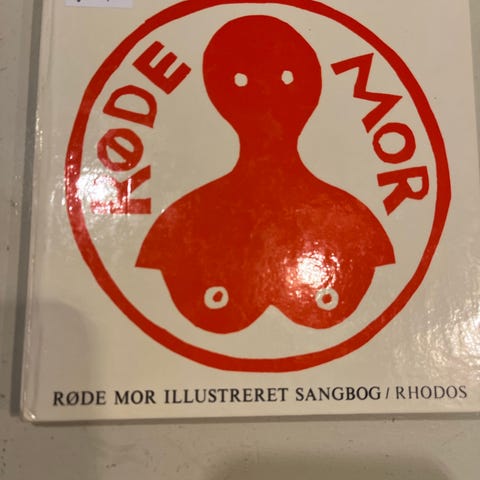 RØDE MOR
RØDE MOR ILLUSTRERET SANGBOG / RHODOS